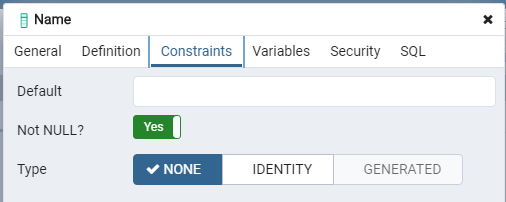 Name
General Definition Constraints Variables Security SQL
Default
Not NULL? Yes
Type NONE IDENTITY GENERATED